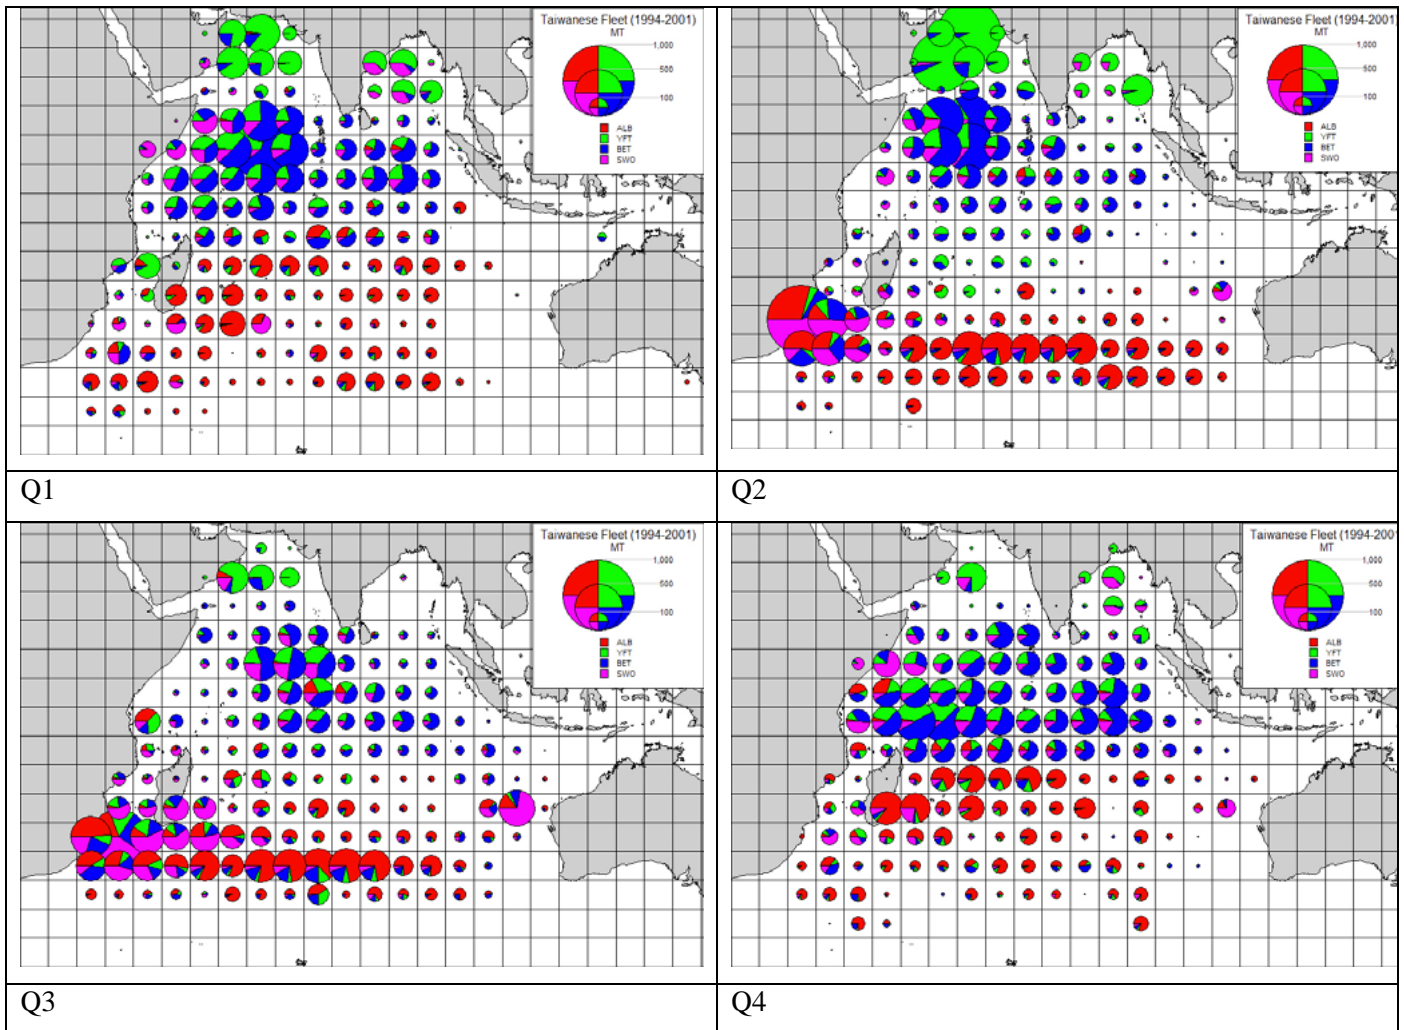 Taiwanese Fleet (1994-2001)
MT
1,000
500
100
ALB
YFT
BET
SWO
Taiwanese Fleet (1994-2001)
MT
1,000
500
100
ALB
YFT
BET
SWO
Q1
Q2
Taiwanese Fleet (1994-2001)
MT
1,000
500
100
ALB
YFT
BET
SWO
Taiwanese Fleet (1994-200
MT
1,000
500
100
ALB
YFT
BET
SWO
Q3
Q4